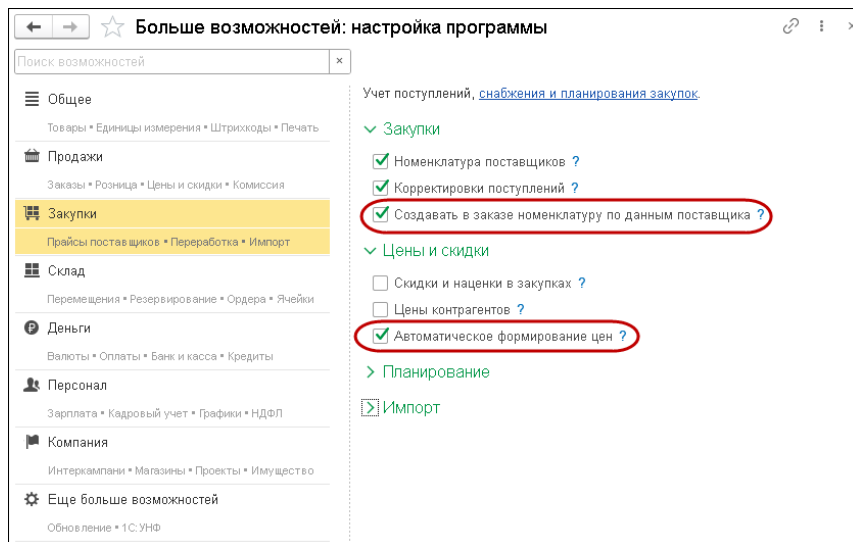 Больше возможностей: настройка программы
Поиск возможностей
Общее
Товары • Единицы измерения • Штрихкоды • Печать
Продажи
Заказы • Розница • Цены и скидки • Комиссия
Закупки
Прайсы поставщиков • Переработка • Импорт
Склад
Перемещения • Резервирование • Ордера • Ячейки
Деньги
Валюты • Оплаты • Банк и касса • Кредиты
Персонал
Зарплата • Кадровый учет • Графики • НДФЛ
Компания
Интеркампани • Магазины • Проекты • Имущество
Еще больше возможностей
Обновление • 1С:УНФ
Учет поступлений, снабжения и планирования закупок.
Закупки
Номенклатура поставщиков ?
Корректировки поступлений ?
Создавать в заказе номенклатуру по данным поставщика ?
Цены и скидки
Скидки и наценки в закупках ?
Цены контрагентов ?
Автоматическое формирование цен ?
Планирование
Импорт